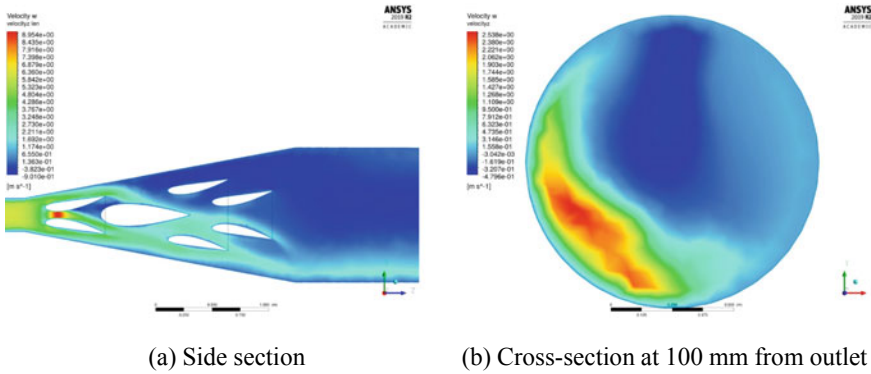 Velocity w
velocityz len
8.954e+00
8.435e+00
7.916e+00
7.398e+00
6.879e+00
6.360e+00
5.842e+00
5.323e+00
4.804e+00
4.286e+00
3.767e+00
3.248e+00
2.730e+00
2.211e+00
1.692e+00
1.174e+00
6.550e-01
1.363e-01
-3.823e-01
-9.010e-01
[m s^-1]
ANSYS
2019 R2
ACADEMIC
Velocity w
velocityz
2.538e+00
2.380e+00
2.221e+00
2.062e+00
1.903e+00
1.744e+00
1.585e+00
1.427e+00
1.268e+00
1.109e+00
9.500e-01
7.912e-01
6.323e-01
4.735e-01
3.146e-01
1.558e-01
-3.042e-03
-1.619e-01
-3.207e-01
-4.796e-01
[m s^-1]
ANSYS
2019 R2
ACADEMIC
(a) Side section
(b) Cross-section at 100 mm from outlet